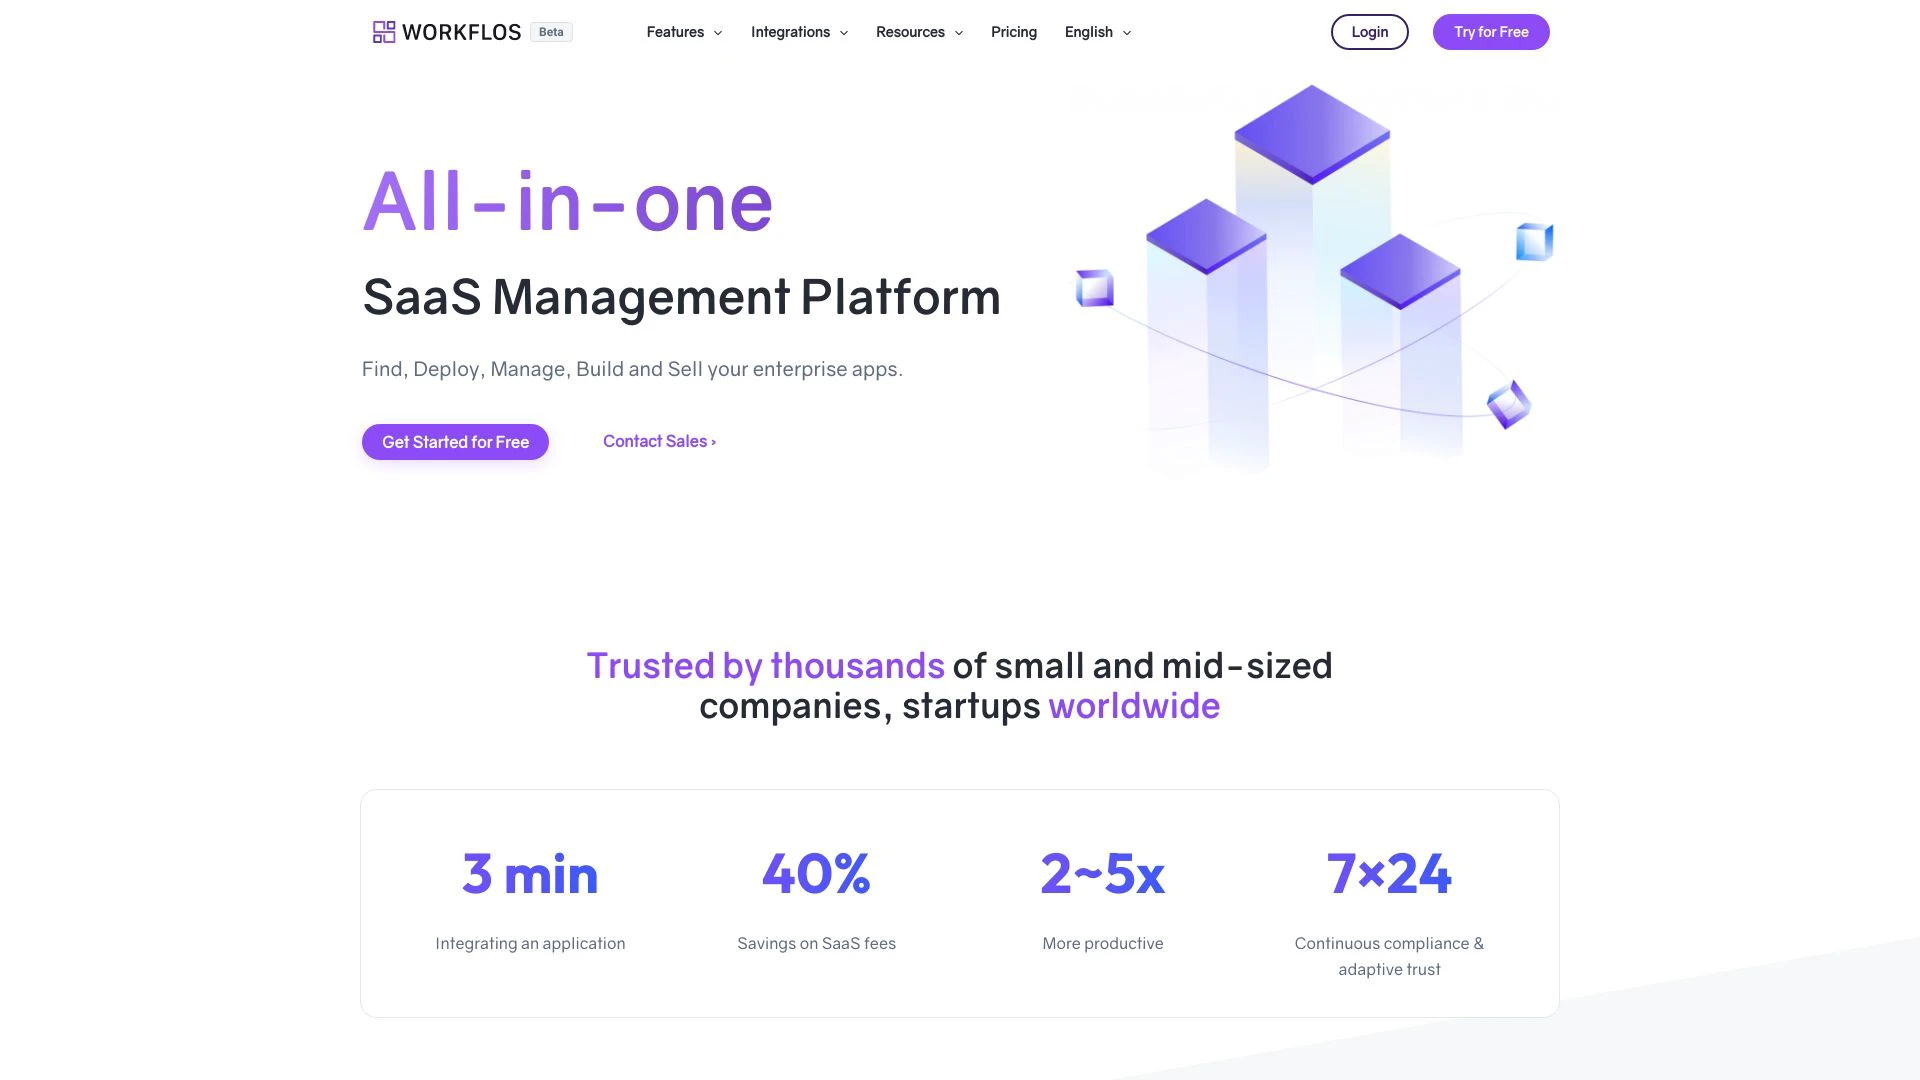 WORKFLOS Beta Features Integrations Resources Pricing English Login Try for Free
All-in-one
SaaS Management Platform
Find, Deploy, Manage, Build and Sell your enterprise apps.
Get Started for Free Contact Sales ›
Trusted by thousands of small and mid-sized
companies, startups worldwide
3 min
Integrating an application
40%
Savings on SaaS fees
2~5x
More productive
7×24
Continuous compliance &
adaptive trust